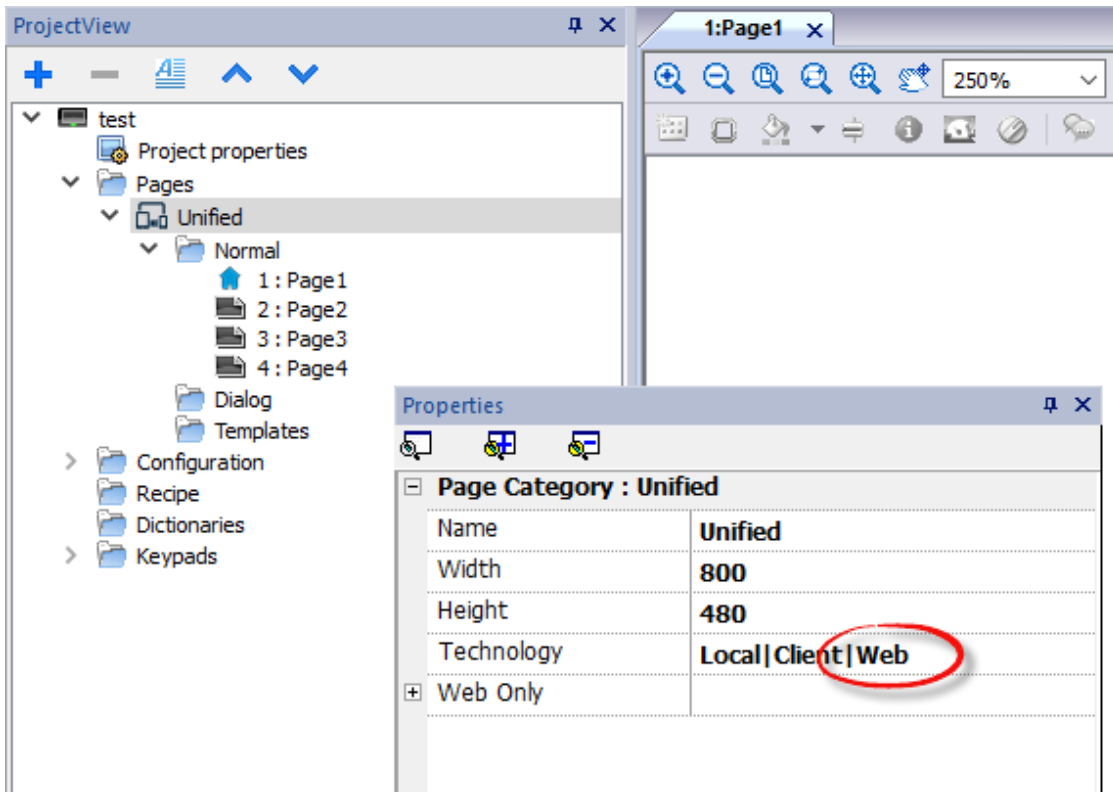 ProjectView
1:Page1
250%
test
Project properties
Pages
Unified
Normal
1 : Page1
2 : Page2
3 : Page3
4 : Page4
Dialog
Templates
Configuration
Recipe
Dictionaries
Keypads
Properties
Page Category : Unified
Name Unified
Width 800
Height 480
Technology Local|Client|Web
Web Only